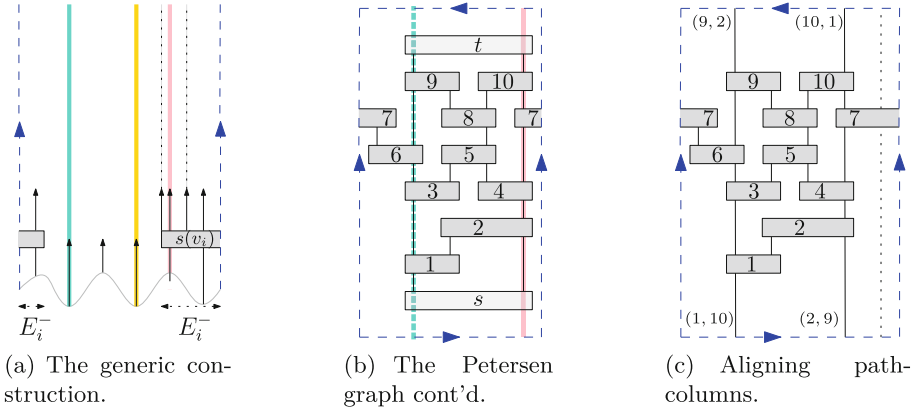 (9, 2)
(10, 1)
t
9
10
9
10
7
8
7
7
8
7
6
5
6
5
3
4
3
4
s(v_i)
2
2
1
1
s
E_i^-
E_i^-
(1, 10)
(2, 9)
(a) The generic con-
struction.
(b) The Petersen
graph cont'd.
(c) Aligning path-
columns.